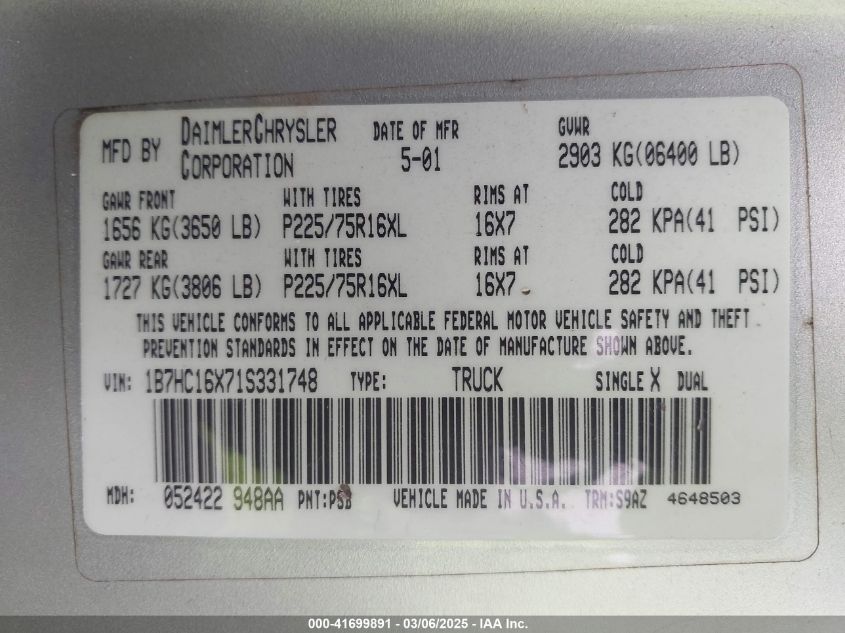 MFD BY DAIMLERCHRYSLER CORPORATION DATE OF MFR 5-01 GVWR 2903 KG(06400 LB)
GAWR FRONT WITH TIRES RIMS AT COLD
1656 KG(3650 LB) P225/75R16XL 16X7 282 KPA(41 PSI)
GAWR REAR WITH TIRES RIMS AT COLD
1727 KG(3806 LB) P225/75R16XL 16X7 282 KPA(41 PSI)
THIS VEHICLE CONFORMS TO ALL APPLICABLE FEDERAL MOTOR VEHICLE SAFETY AND THEFT
PREVENTION STANDARDS IN EFFECT ON THE DATE OF MANUFACTURE SHOWN ABOVE.
VIN: 1B7HC16X71S331748 TYPE: TRUCK SINGLE X DUAL
MDH: 052422 948AA PNT:PSB VEHICLE MADE IN U.S.A. TRM:S9AZ 4648503
000-41699891 - 03/06/2025 - IAA Inc.